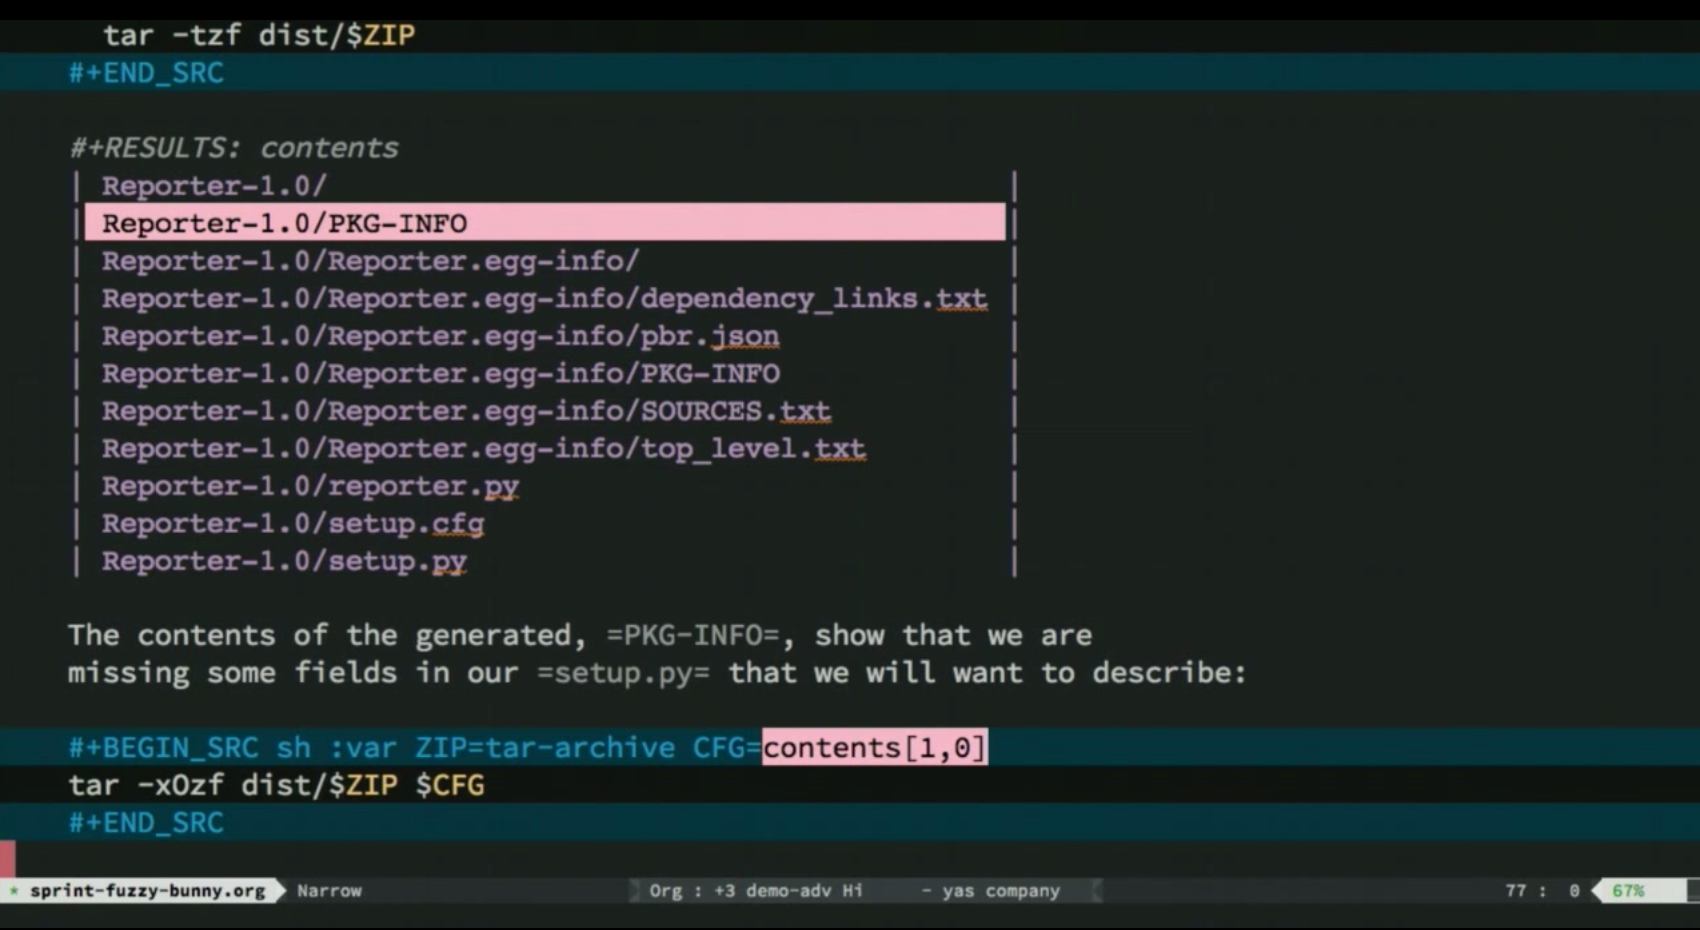 tar -tzf dist/$ZIP
#+END_SRC
#+RESULTS: contents
| Reporter-1.0/ |
| Reporter-1.0/PKG-INFO |
| Reporter-1.0/Reporter.egg-info/ |
| Reporter-1.0/Reporter.egg-info/dependency_links.txt |
| Reporter-1.0/Reporter.egg-info/pbr.json |
| Reporter-1.0/Reporter.egg-info/PKG-INFO |
| Reporter-1.0/Reporter.egg-info/SOURCES.txt |
| Reporter-1.0/Reporter.egg-info/top_level.txt |
| Reporter-1.0/reporter.py |
| Reporter-1.0/setup.cfg |
| Reporter-1.0/setup.py |
The contents of the generated, =PKG-INFO=, show that we are
missing some fields in our =setup.py= that we will want to describe:
#+BEGIN_SRC sh :var ZIP=tar-archive CFG=contents[1,0]
tar -xOzf dist/$ZIP $CFG
#+END_SRC
* sprint-fuzzy-bunny.org Narrow Org : +3 demo-adv Hi - yas company 77 : 0 67%